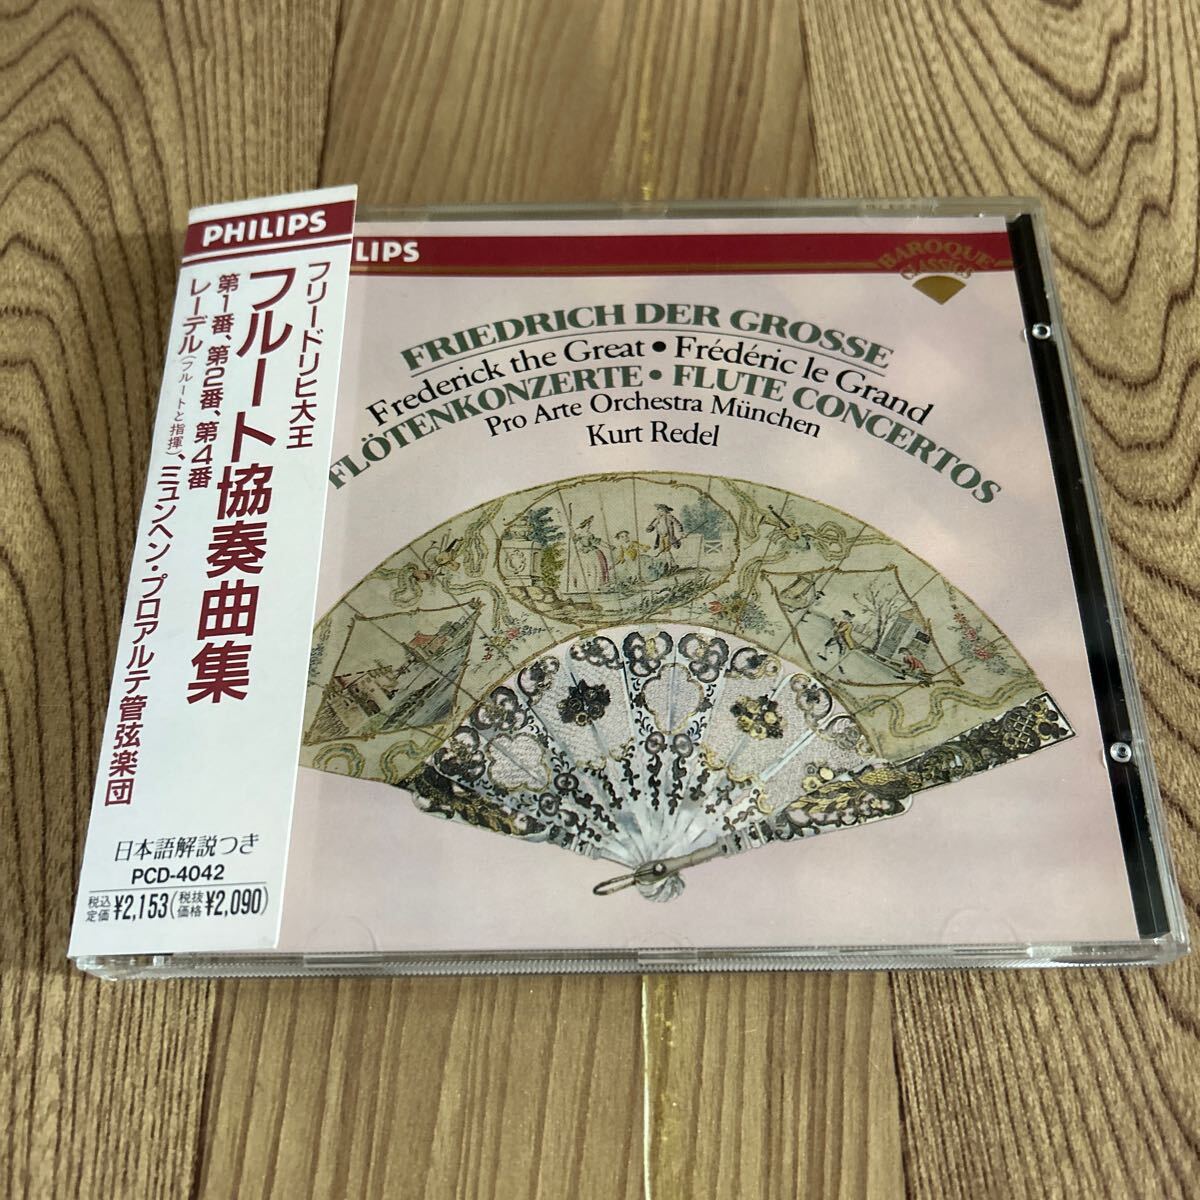 PHILIPS
フリードリヒ大王
フルート協奏曲集
第1番、第2番、第4番
レーデル(フルートと指揮)、ミュンヘン・プロアルテ管弦楽団
日本語解説つき
PCD-4042
税込定価¥2,153(税抜価格¥2,090)
LIPS
BAROQUE
CLASSICS
FRIEDRICH DER GROSSE
Frederick the Great • Frédéric le Grand
FLÖTENKONZERTE • FLUTE CONCERTOS
Pro Arte Orchestra München
Kurt Redel